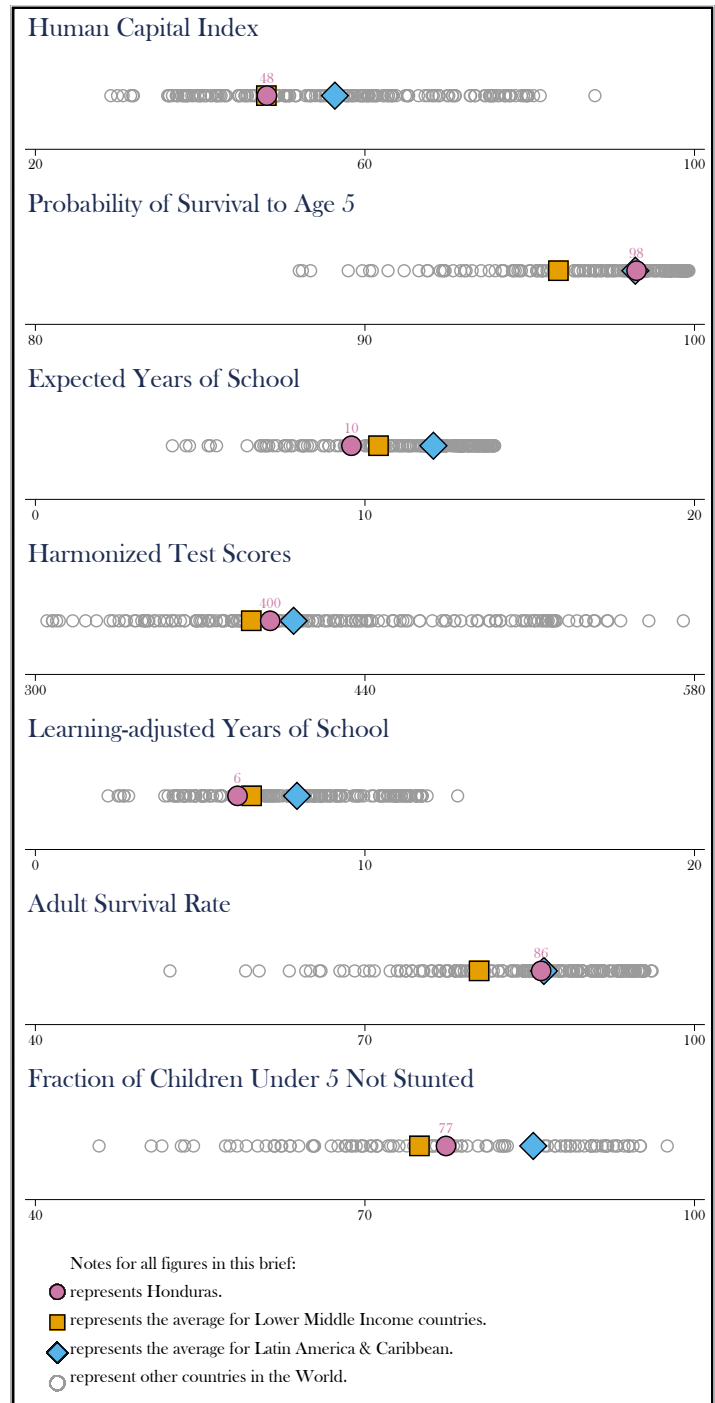 Human Capital Index
48
20 60 100
Probability of Survival to Age 5
98
80 90 100
Expected Years of School
10
0 10 20
Harmonized Test Scores
400
300 440 580
Learning-adjusted Years of School
6
0 10 20
Adult Survival Rate
86
40 70 100
Fraction of Children Under 5 Not Stunted
77
40 70 100
Notes for all figures in this brief:
represents Honduras.
represents the average for Lower Middle Income countries.
represents the average for Latin America & Caribbean.
represent other countries in the World.